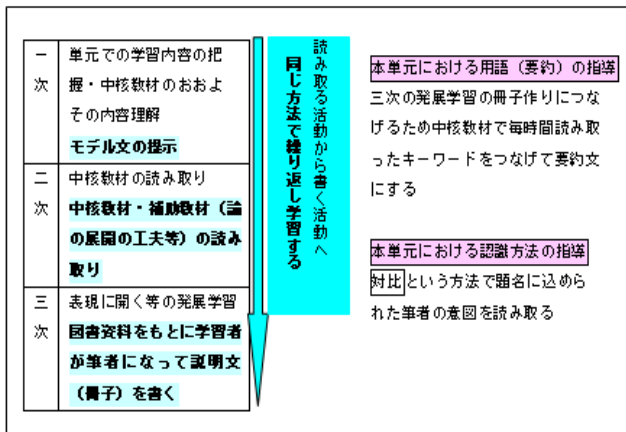 一次
単元での学習内容の把
握・中核教材のおおよ
その内容理解
モデル文の提示
二次
中核教材の読み取り
中核教材・補助教材（論
の展開の工夫等）の読み
取り
三次
表現に開く等の発展学習
図書資料をもとに学習者
が筆者になって説明文
（冊子）を書く
読み取る活動から書く活動へ
同じ方法で繰り返し学習する
本単元における用語（要約）の指導
三次の発展学習の冊子作りにつな
げるため中核教材で毎時間読み取
ったキーワードをつなげて要約文
にする
本単元における認識方法の指導
対比という方法で題名に込めら
れた筆者の意図を読み取る